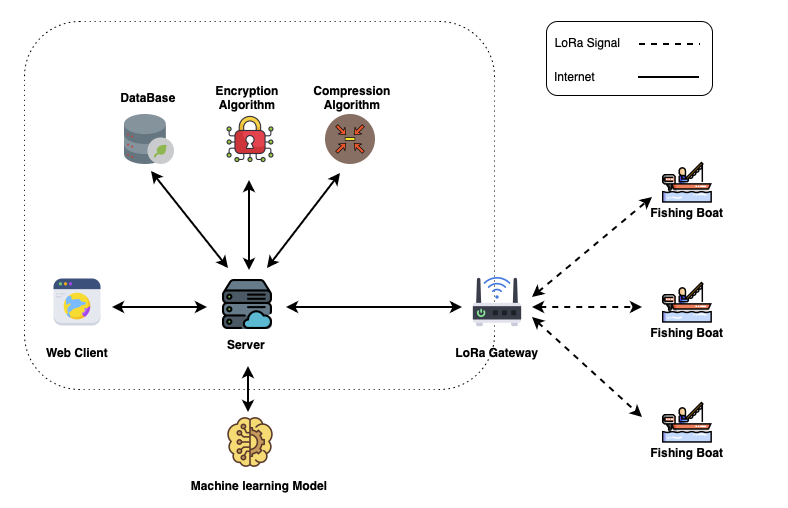 LoRa Signal
Internet
DataBase
Encryption
Algorithm
Compression
Algorithm
Fishing Boat
Web Client
Server
LoRa Gateway
Fishing Boat
Fishing Boat
Machine learning Model